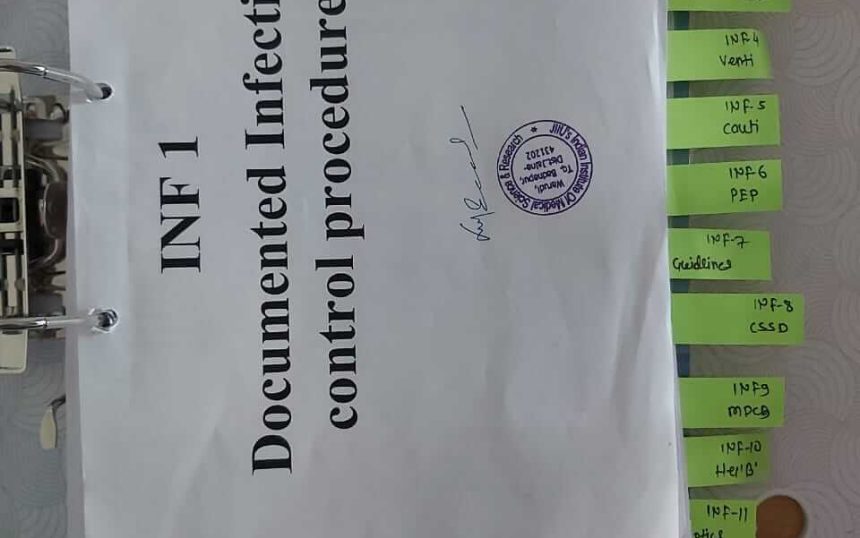 INF 1
Documented Infecti
control procedure
JIIU's Indian Institute Of Medical Science & Research ★
Warudi,
Tq. Badnapur,
Dist.Jalna-
431202
INF 4
Venti
INF-5
Cauti
INF-6
PEP
INF-7
Guidlines
INF-8
CSSD
INF9
INF-10
Hep'B'
INF-11